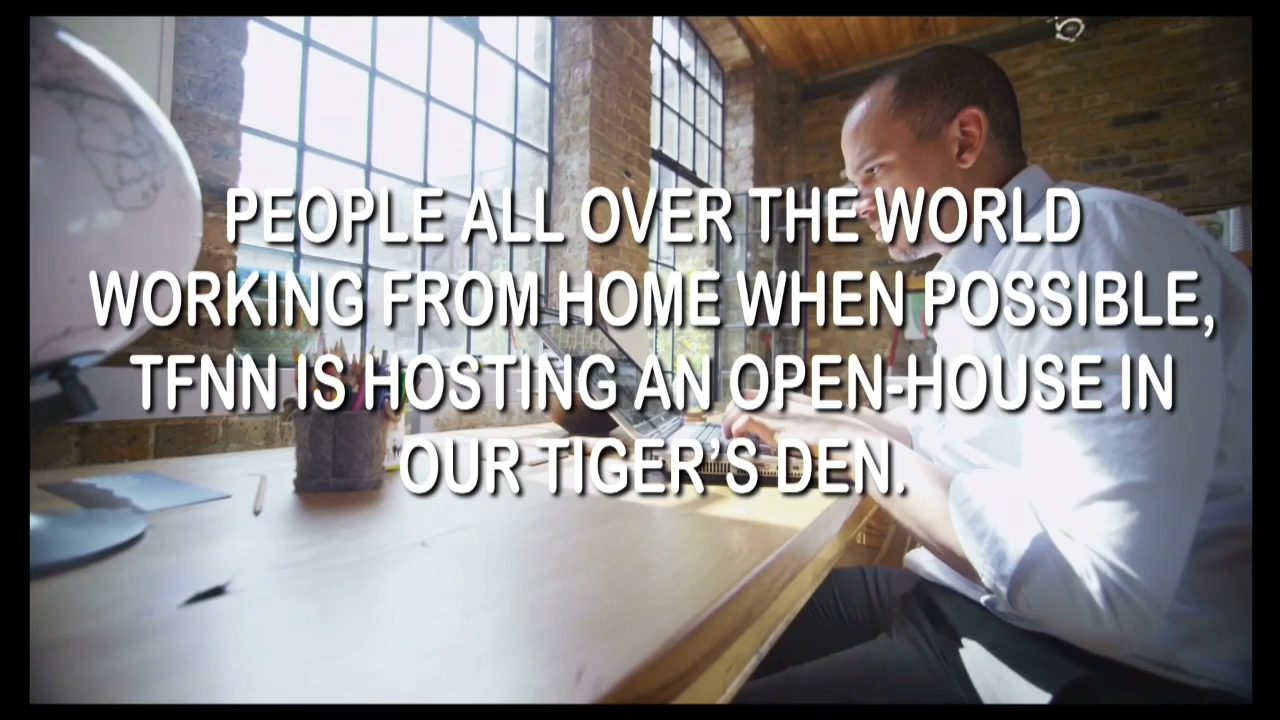 PEOPLE ALL OVER THE WORLD
WORKING FROM HOME WHEN POSSIBLE,
TFNN IS HOSTING AN OPEN-HOUSE IN
OUR TIGER'S DEN.